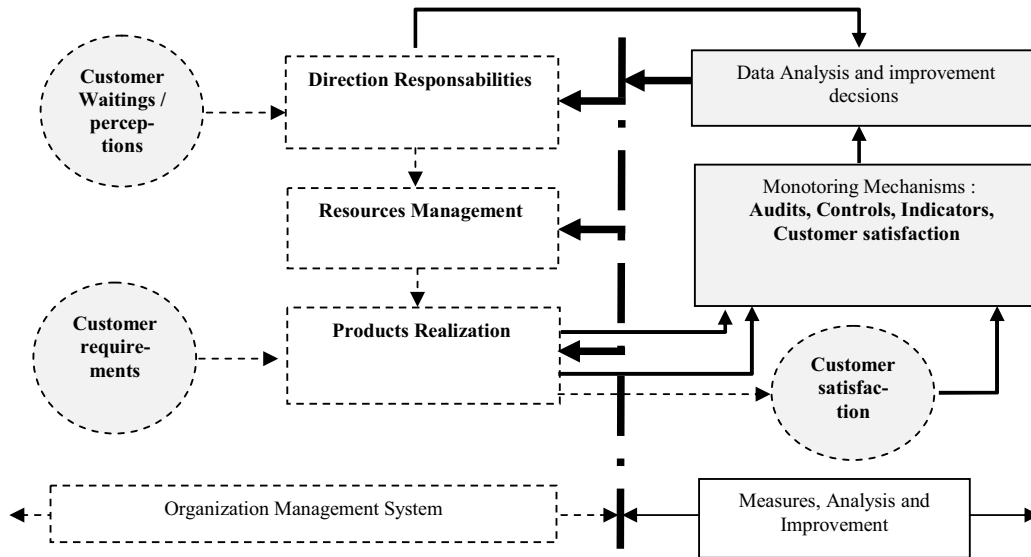 Customer
Waitings /
percep-
tions
Direction Responsabilities
Data Analysis and improvement
decsions
Resources Management
Monotoring Mechanisms :
Audits, Controls, Indicators,
Customer satisfaction
Customer
require-
ments
Products Realization
Customer
satisfac-
tion
Organization Management System
Measures, Analysis and
Improvement